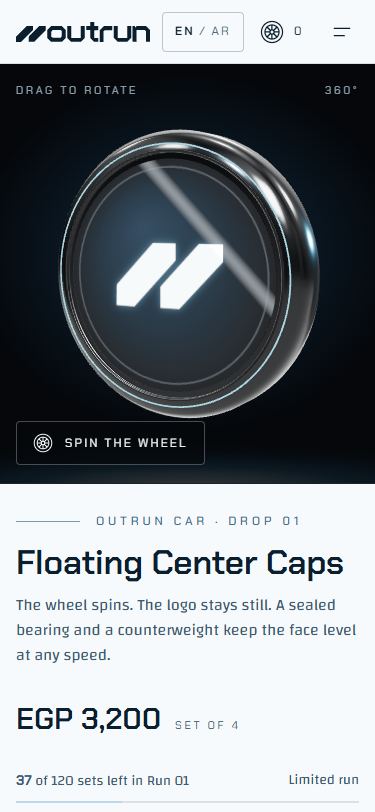 outrun
EN / AR
0
DRAG TO ROTATE
360°
SPIN THE WHEEL
OUTRUN CAR · DROP 01
Floating Center Caps
The wheel spins. The logo stays still. A sealed
bearing and a counterweight keep the face level
at any speed.
EGP 3,200 SET OF 4
37 of 120 sets left in Run 01
Limited run